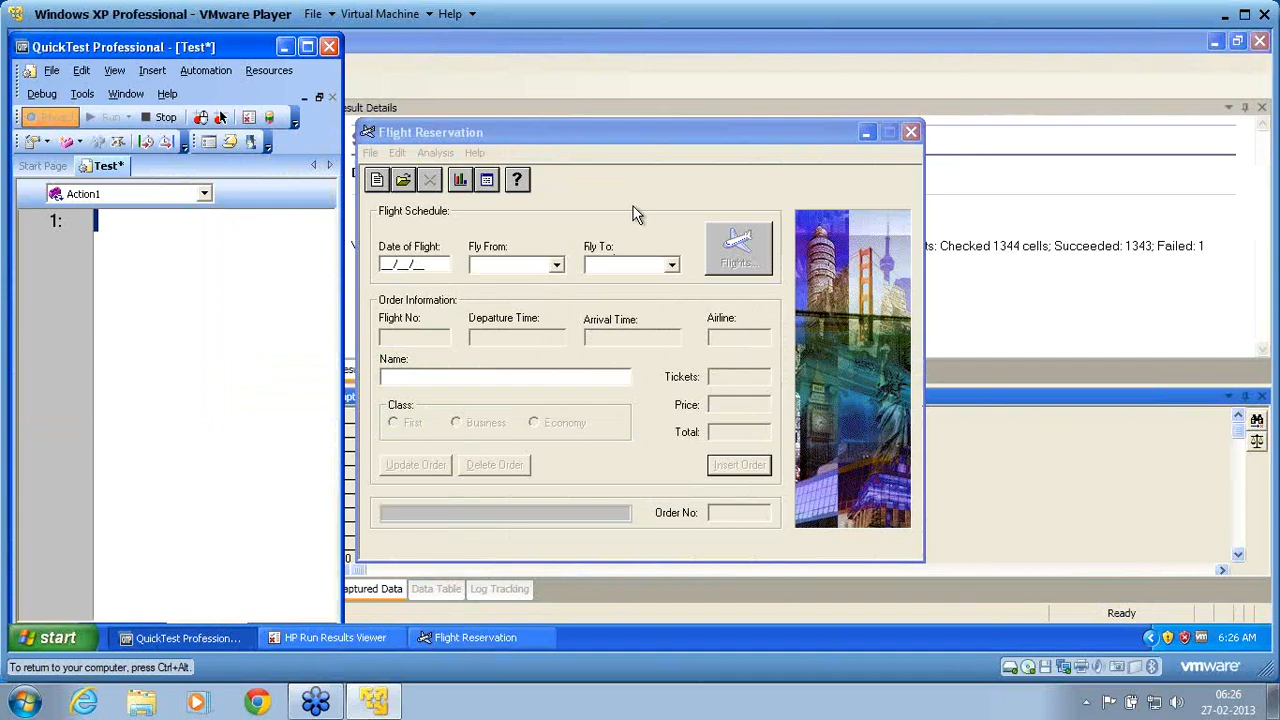 Windows XP Professional - VMware Player File Virtual Machine Help
QuickTest Professional - [Test*]
File Edit View Insert Automation Resources
Debug Tools Window Help
Run Stop
Start Page Test*
Action1
1:
esult Details
Flight Reservation
File Edit Analysis Help
Flight Schedule:
Date of Flight: Fly From: Fly To:
__/__/__
Flights...
Order Information:
Flight No: Departure Time: Arrival Time: Airline:
Name:
Tickets:
Class:
First Business Economy
Price:
Total:
Update Order Delete Order Insert Order
Order No:
ts: Checked 1344 cells; Succeeded: 1343; Failed: 1
aptured Data Data Table Log Tracking
Ready
start QuickTest Profession... HP Run Results Viewer Flight Reservation 6:26 AM
To return to your computer, press Ctrl+Alt. vmware
06:26
27-02-2013